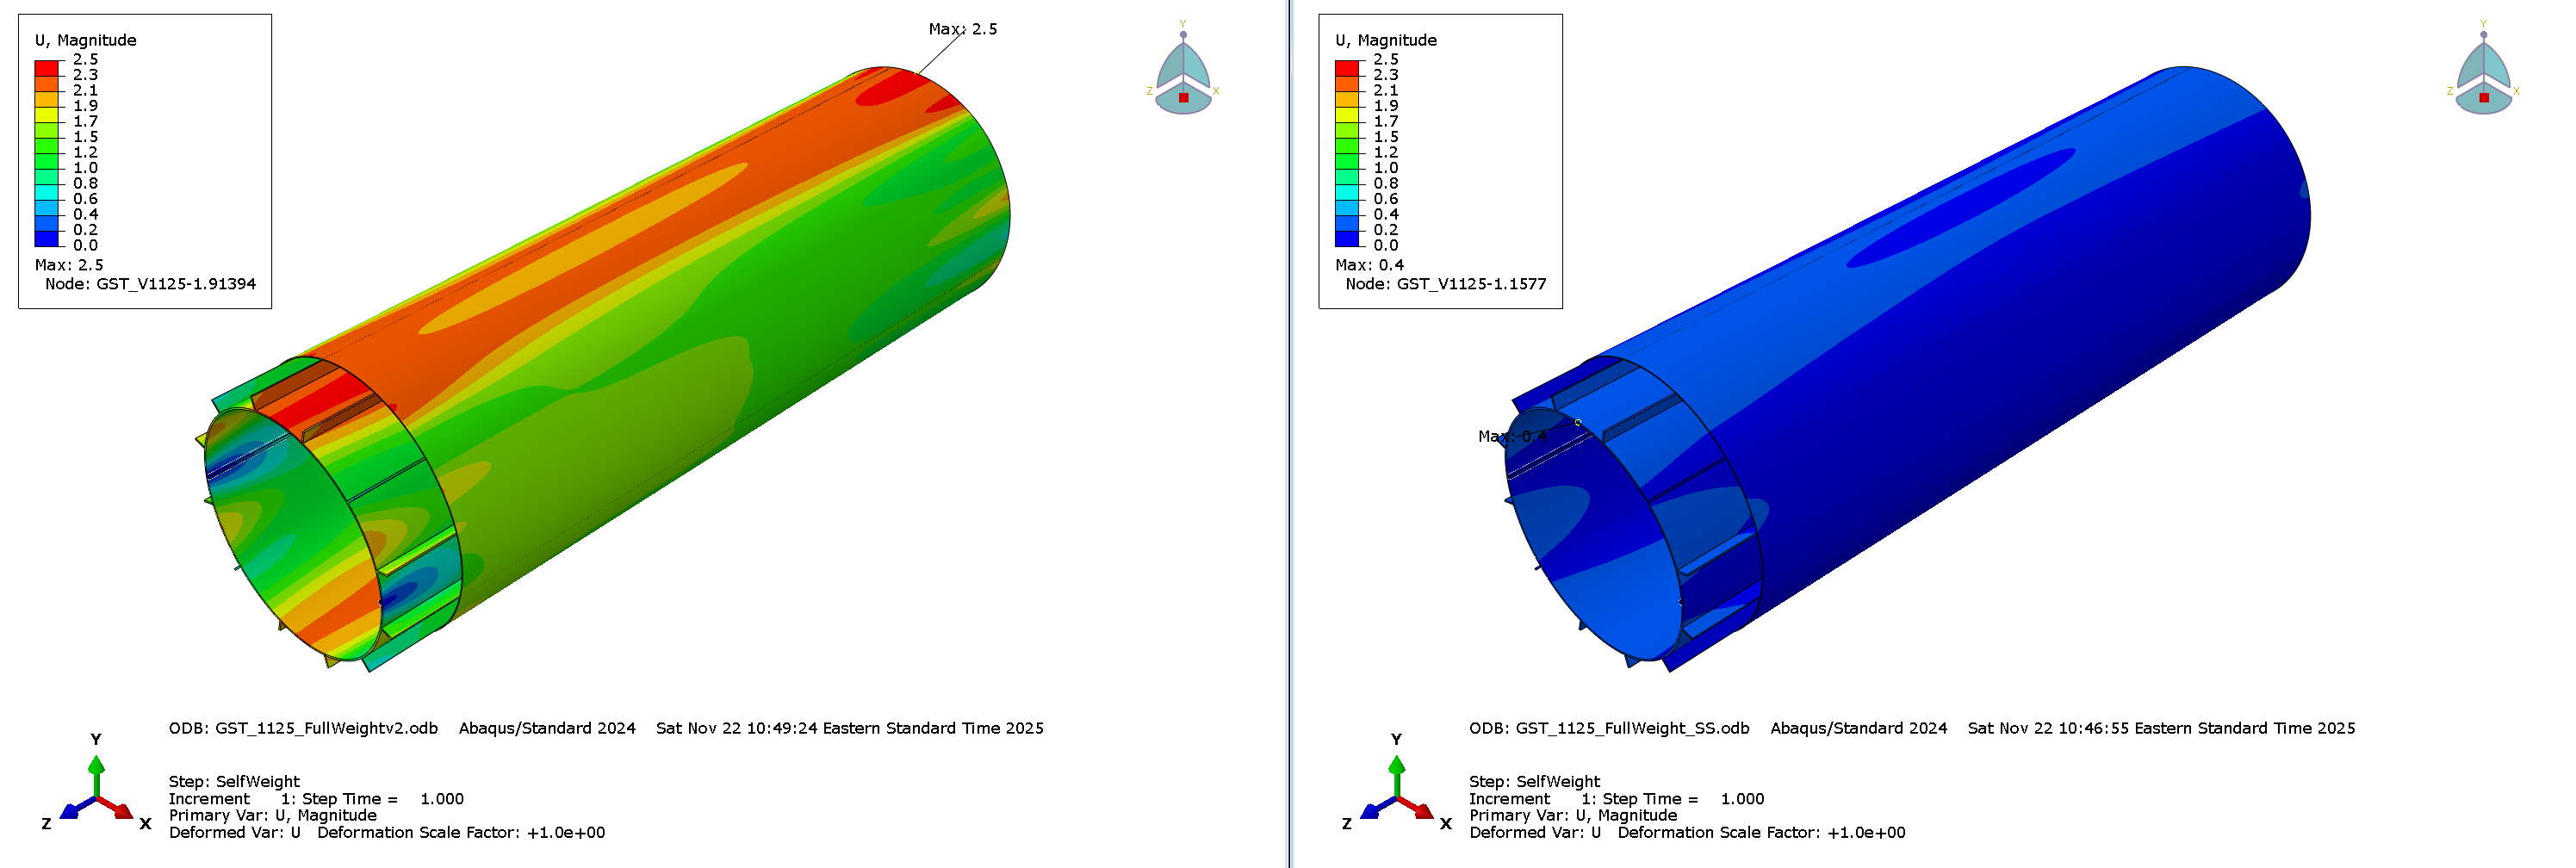 U, Magnitude
2.5
2.3
2.1
1.9
1.7
1.5
1.2
1.0
0.8
0.6
0.4
0.2
0.0
Max: 2.5
Node: GST_V1125-1.91394
Max: 2.5
Y
Z
X
ODB: GST_1125_FullWeightv2.odb Abaqus/Standard 2024 Sat Nov 22 10:49:24 Eastern Standard Time 2025
Y
Z
X
Step: SelfWeight
Increment 1: Step Time = 1.000
Primary Var: U, Magnitude
Deformed Var: U Deformation Scale Factor: +1.0e+00
U, Magnitude
2.5
2.3
2.1
1.9
1.7
1.5
1.2
1.0
0.8
0.6
0.4
0.2
0.0
Max: 0.4
Node: GST_V1125-1.1577
Y
Z
X
Max: 0.4
ODB: GST_1125_FullWeight_SS.odb Abaqus/Standard 2024 Sat Nov 22 10:46:55 Eastern Standard Time 2025
Y
Z
X
Step: SelfWeight
Increment 1: Step Time = 1.000
Primary Var: U, Magnitude
Deformed Var: U Deformation Scale Factor: +1.0e+00